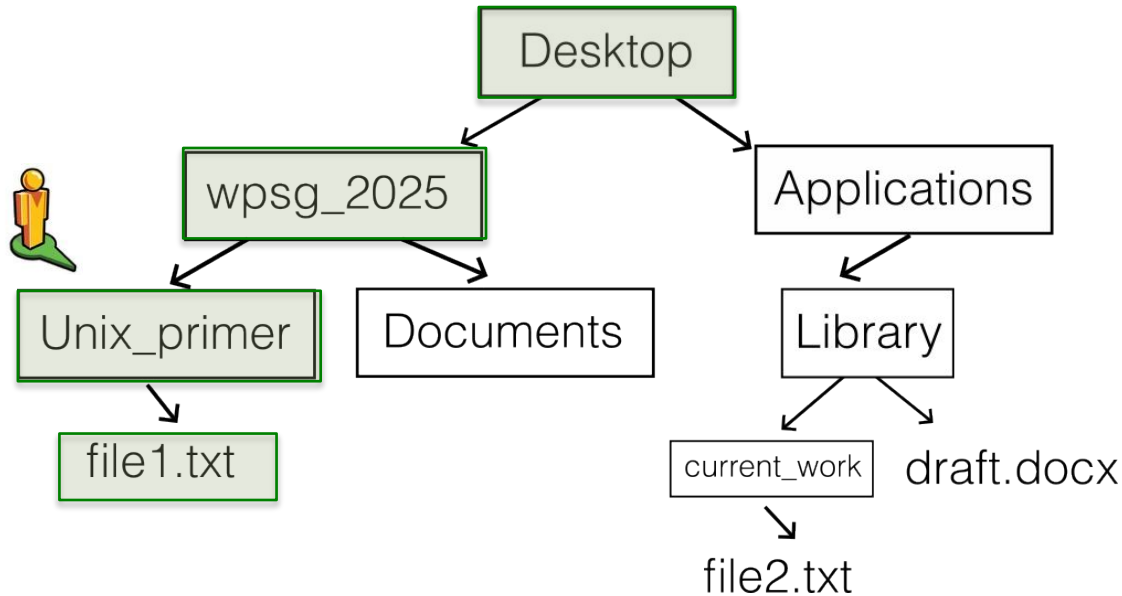 Desktop
wpsg_2025
Applications
Unix_primer
Documents
Library
file1.txt
current_work
draft.docx
file2.txt